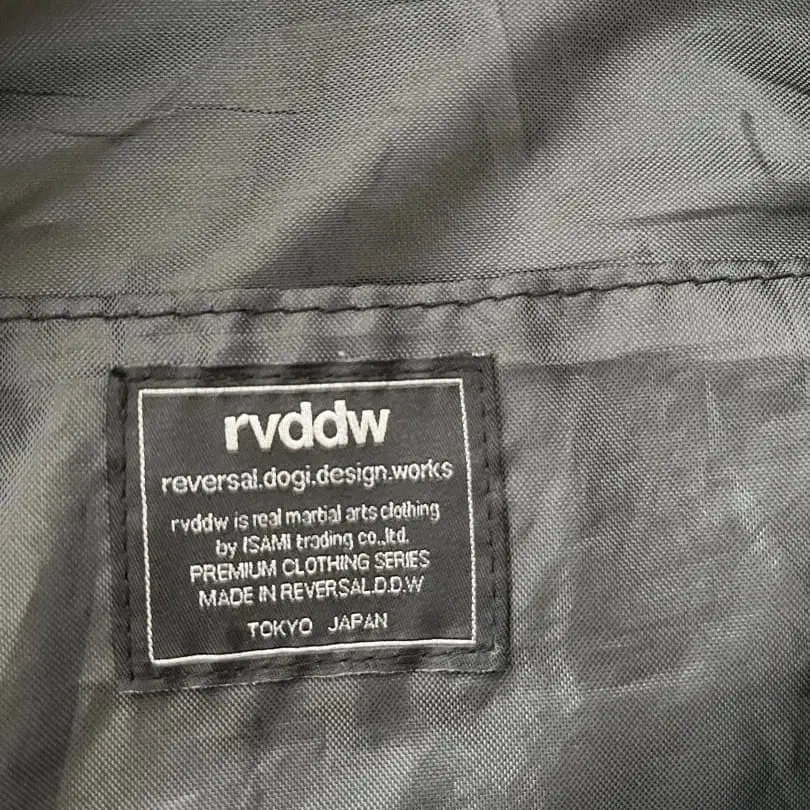 rvddw
reversal.dogi.design.works
rvddw is real martial arts clothing
by ISAMI trading co.,ltd.
PREMIUM CLOTHING SERIES
MADE IN REVERSAL.D.D.W
TOKYO JAPAN